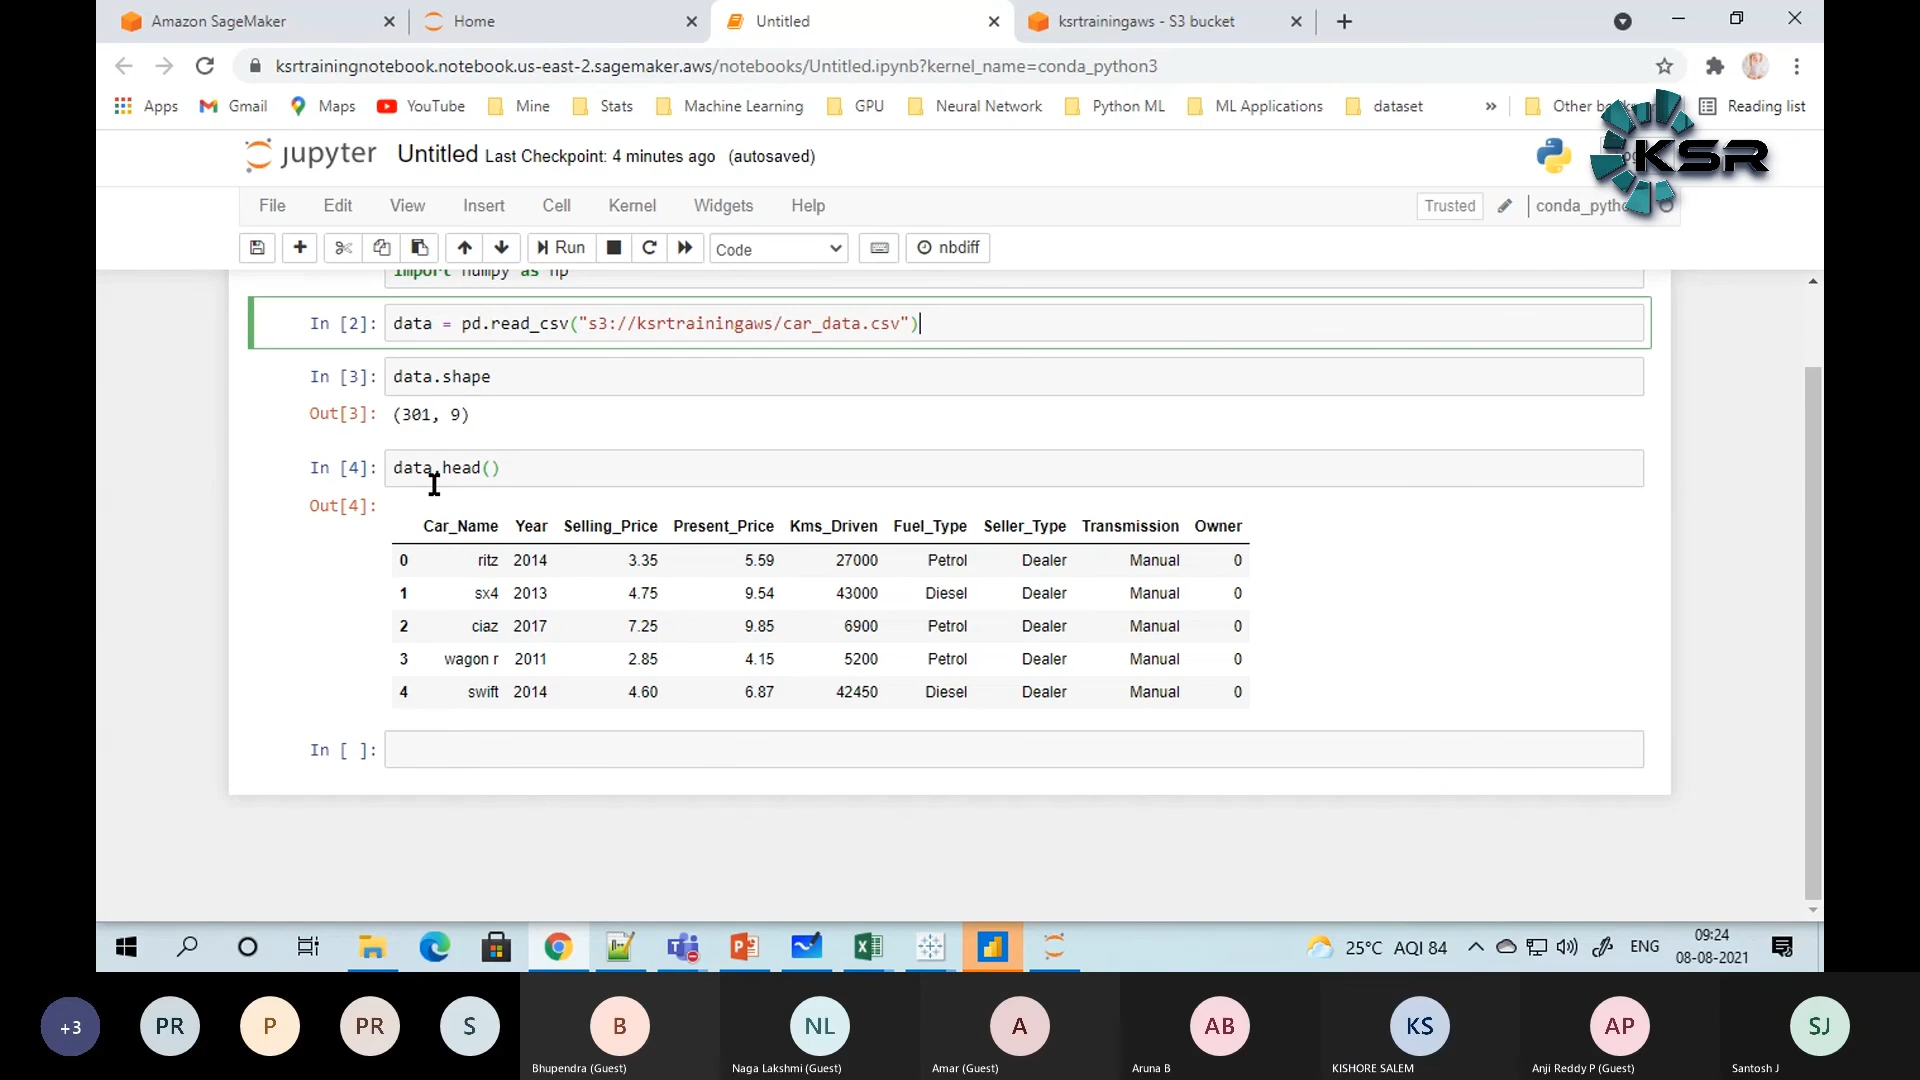 Amazon SageMaker
Home
Untitled
ksrtrainingaws - S3 bucket
ksrtrainingnotebook.notebook.us-east-2.sagemaker.aws/notebooks/Untitled.ipynb?kernel_name=conda_python3
Apps Gmail Maps YouTube Mine Stats Machine Learning GPU Neural Network Python ML ML Applications dataset » Other Reading list
KSR
jupyter Untitled Last Checkpoint: 4 minutes ago (autosaved)
File Edit View Insert Cell Kernel Widgets Help Trusted
Run Code nbdiff
import numpy as np
In [2]: data = pd.read_csv("s3://ksrtrainingaws/car_data.csv")
In [3]: data.shape
Out[3]: (301, 9)
In [4]: data.head()
Out[4]:
Car_Name Year Selling_Price Present_Price Kms_Driven Fuel_Type Seller_Type Transmission Owner
0 ritz 2014 3.35 5.59 27000 Petrol Dealer Manual 0
1 sx4 2013 4.75 9.54 43000 Diesel Dealer Manual 0
2 ciaz 2017 7.25 9.85 6900 Petrol Dealer Manual 0
3 wagon r 2011 2.85 4.15 5200 Petrol Dealer Manual 0
4 swift 2014 4.60 6.87 42450 Diesel Dealer Manual 0
In [ ]:
25°C AQI 84 ENG
09:24
08-08-2021
+3 PR P PR S B NL A AB KS AP SJ
Bhupendra (Guest) Naga Lakshmi (Guest) Amar (Guest) Aruna B KISHORE SALEM Anji Reddy P (Guest) Santosh J